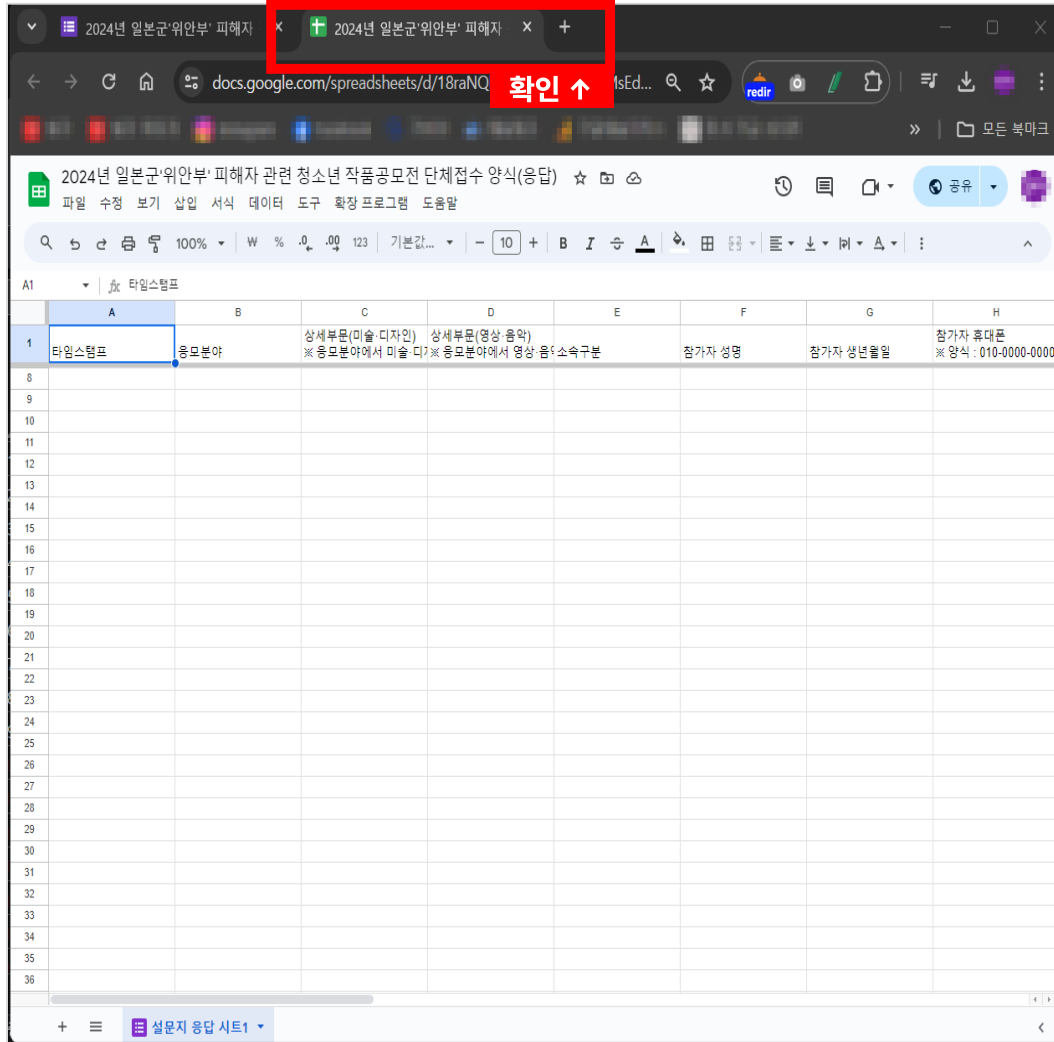 2024년 일본군'위안부' 피해자
2024년 일본군'위안부' 피해자
docs.google.com/spreadsheets/d/18raNQ
확인 ↑
redir
모든 북마크
2024년 일본군'위안부' 피해자 관련 청소년 작품공모전 단체접수 양식(응답)
공유
파일 수정 보기 삽입 서식 데이터 도구 확장 프로그램 도움말
100% ₩ % .0 .00 123 기본값... − 10 + B I A
A1 fx 타임스탬프
A B C D E F G H
1 타임스탬프 응모분야 상세부문(미술·디자인) 상세부문(영상·음악) 소속구분 참가자 성명 참가자 생년월일 참가자 휴대폰
※ 응모분야에서 미술·디 ※ 응모분야에서 영상· ※ 양식 : 010-0000-0000
8
9
10
11
12
13
14
15
16
17
18
19
20
21
22
23
24
25
26
27
28
29
30
31
32
33
34
35
36
설문지 응답 시트1